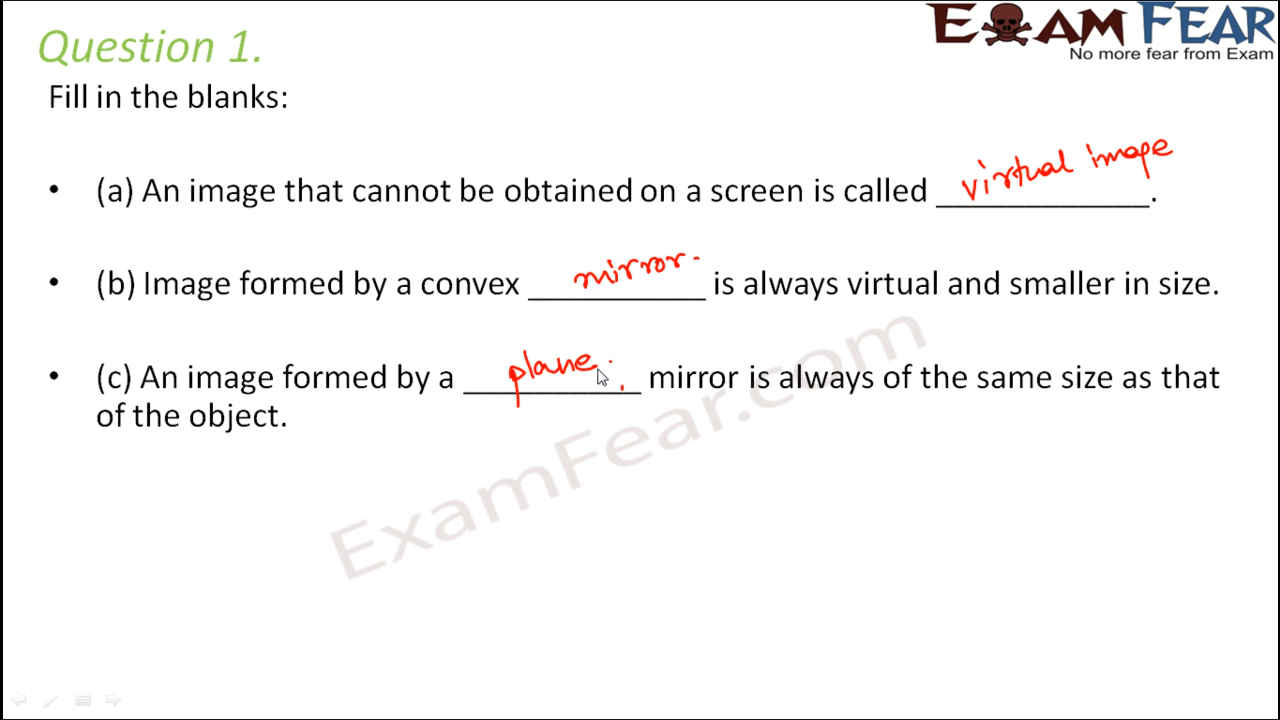 Question 1.
EXAM FEAR
No more fear from Exam
Fill in the blanks:
• (a) An image that cannot be obtained on a screen is called virtual image.
• (b) Image formed by a convex mirror. is always virtual and smaller in size.
• (c) An image formed by a plane. mirror is always of the same size as that
of the object.
ExamFear.com